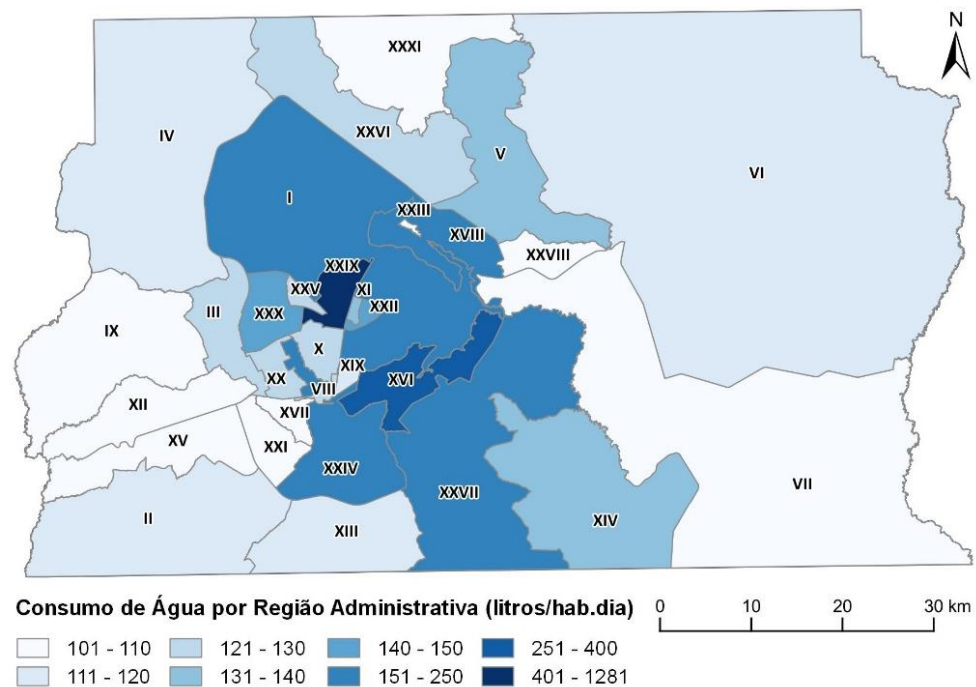 N
XXXI
IV
XXVI
V
VI
I
XXIII
XVIII
XXVIII
XXIX
XXV
XI
XXII
III
XXX
IX
X
XIX
XX
XVI
VIII
XII
XVII
XV
XXI
XXIV
VII
XXVII
II
XIV
XIII
Consumo de Água por Região Administrativa (litros/hab.dia)
0 10 20 30 km
101 - 110 121 - 130 140 - 150 251 - 400
111 - 120 131 - 140 151 - 250 401 - 1281